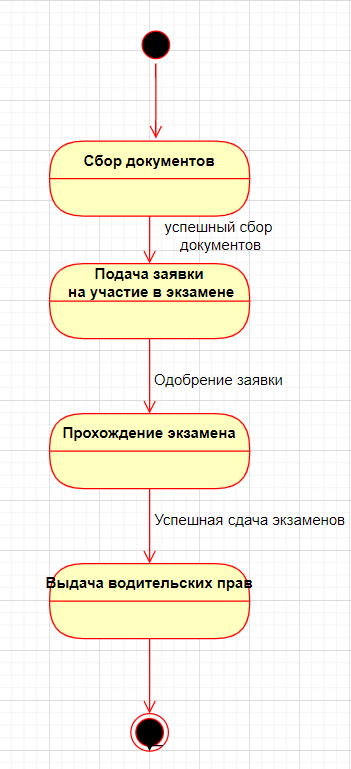 Сбор документов
успешный сбор
документов
Подача заявки
на участие в экзамене
Одобрение заявки
Прохождение экзамена
Успешная сдача экзаменов
Выдача водительских прав